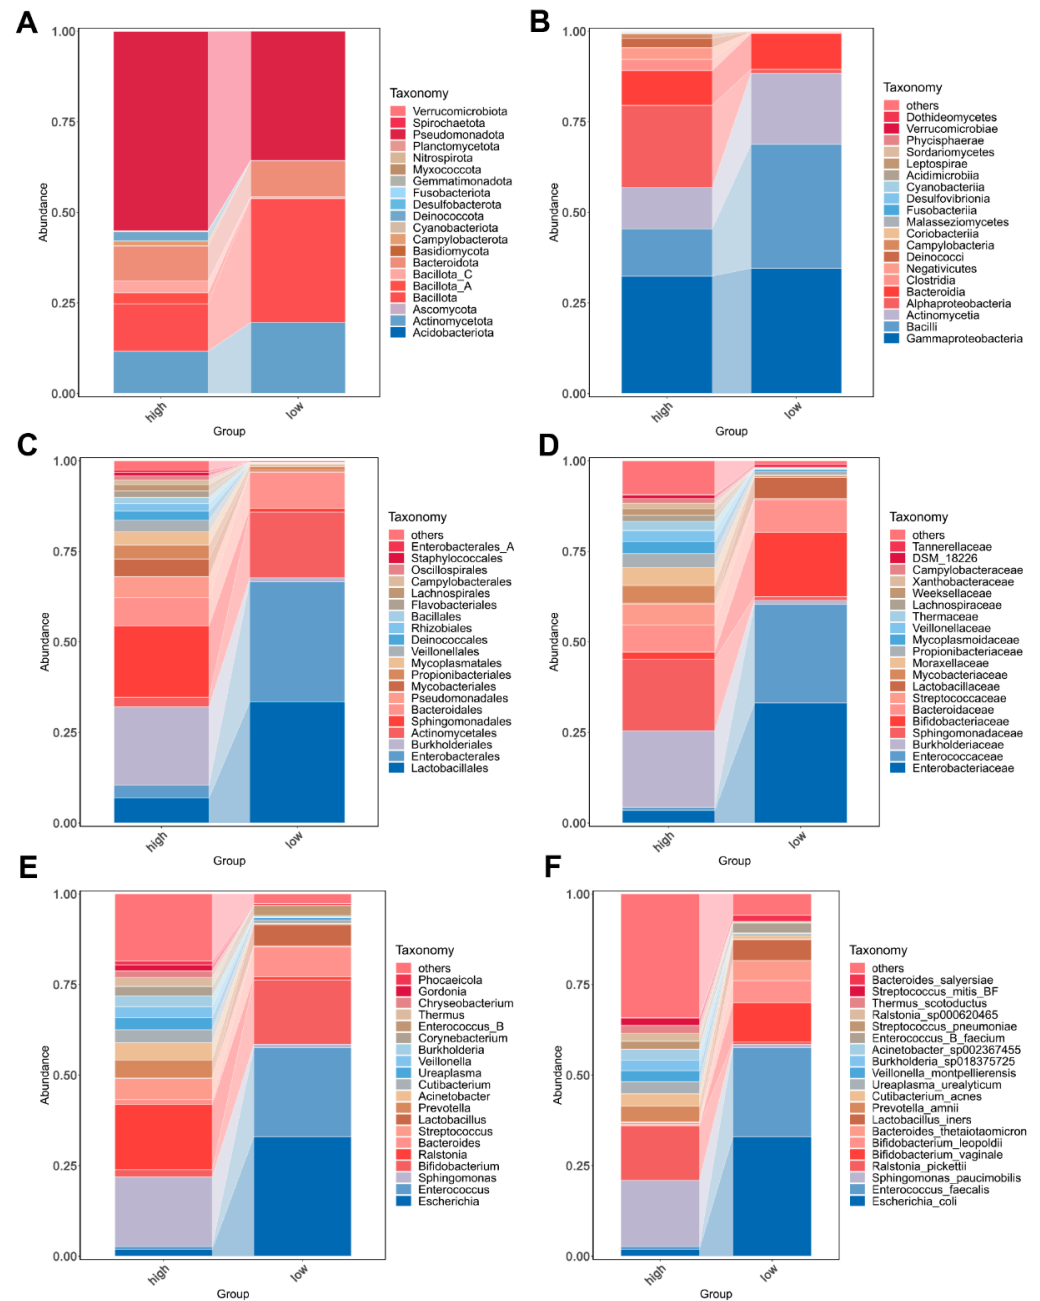 A
1.00
0.75
0.50
0.25
0.00
Abundance
high
low
Group
Taxonomy
Verrucomicrobiota
Spirochaetota
Pseudomonadota
Planctomycetota
Nitrospirota
Myxococcota
Gemmatimonadota
Fusobacteriota
Desulfobacterota
Deinococcota
Cyanobacteriota
Campylobacterota
Basidiomycota
Bacteroidota
Bacillota_C
Bacillota_A
Bacillota
Ascomycota
Actinomycetota
Acidobacteriota
B
1.00
0.75
0.50
0.25
0.00
Abundance
high
low
Group
Taxonomy
others
Dothideomycetes
Verrucomicrobiae
Phycisphaerae
Sordariomycetes
Leptospirae
Acidimicrobiia
Cyanobacteriia
Desulfovibrionia
Fusobacteriia
Malasseziomycetes
Coriobacteriia
Campylobacteria
Deinococci
Negativicutes
Clostridia
Bacteroidia
Alphaproteobacteria
Actinomycetia
Bacilli
Gammaproteobacteria
C
1.00
0.75
0.50
0.25
0.00
Abundance
high
low
Group
Taxonomy
others
Enterobacterales_A
Staphylococcales
Oscillospirales
Campylobacterales
Lachnospirales
Flavobacteriales
Bacillales
Rhizobiales
Deinococcales
Veillonellales
Mycoplasmatales
Propionibacteriales
Mycobacteriales
Pseudomonadales
Bacteroidales
Sphingomonadales
Actinomycetales
Burkholderiales
Enterobacterales
Lactobacillales
D
1.00
0.75
0.50
0.25
0.00
Abundance
high
low
Group
Taxonomy
others
Tannerellaceae
DSM_18226
Campylobacteraceae
Xanthobacteraceae
Weeksellaceae
Lachnospiraceae
Thermaceae
Veillonellaceae
Mycoplasmoidaceae
Propionibacteriaceae
Moraxellaceae
Mycobacteriaceae
Lactobacillaceae
Streptococcaceae
Bacteroidaceae
Bifidobacteriaceae
Sphingomonadaceae
Burkholderiaceae
Enterococcaceae
Enterobacteriaceae
E
1.00
0.75
0.50
0.25
0.00
Abundance
high
low
Group
Taxonomy
others
Phocaeicola
Gordonia
Chryseobacterium
Thermus
Enterococcus_B
Corynebacterium
Burkholderia
Veillonella
Ureaplasma
Cutibacterium
Acinetobacter
Prevotella
Lactobacillus
Streptococcus
Bacteroides
Ralstonia
Bifidobacterium
Sphingomonas
Enterococcus
Escherichia
F
1.00
0.75
0.50
0.25
0.00
Abundance
high
low
Group
Taxonomy
others
Bacteroides_salyersiae
Streptococcus_mitis_BF
Thermus_scotoductus
Ralstonia_sp000620465
Streptococcus_pneumoniae
Enterococcus_B_faecium
Acinetobacter_sp002367455
Burkholderia_sp018375725
Veillonella_montpellierensis
Ureaplasma_urealyticum
Cutibacterium_acnes
Prevotella_amnii
Lactobacillus_iners
Bacteroides_thetaiotaomicron
Bifidobacterium_leopoldii
Bifidobacterium_vaginale
Ralstonia_pickettii
Sphingomonas_paucimobilis
Enterococcus_faecalis
Escherichia_coli